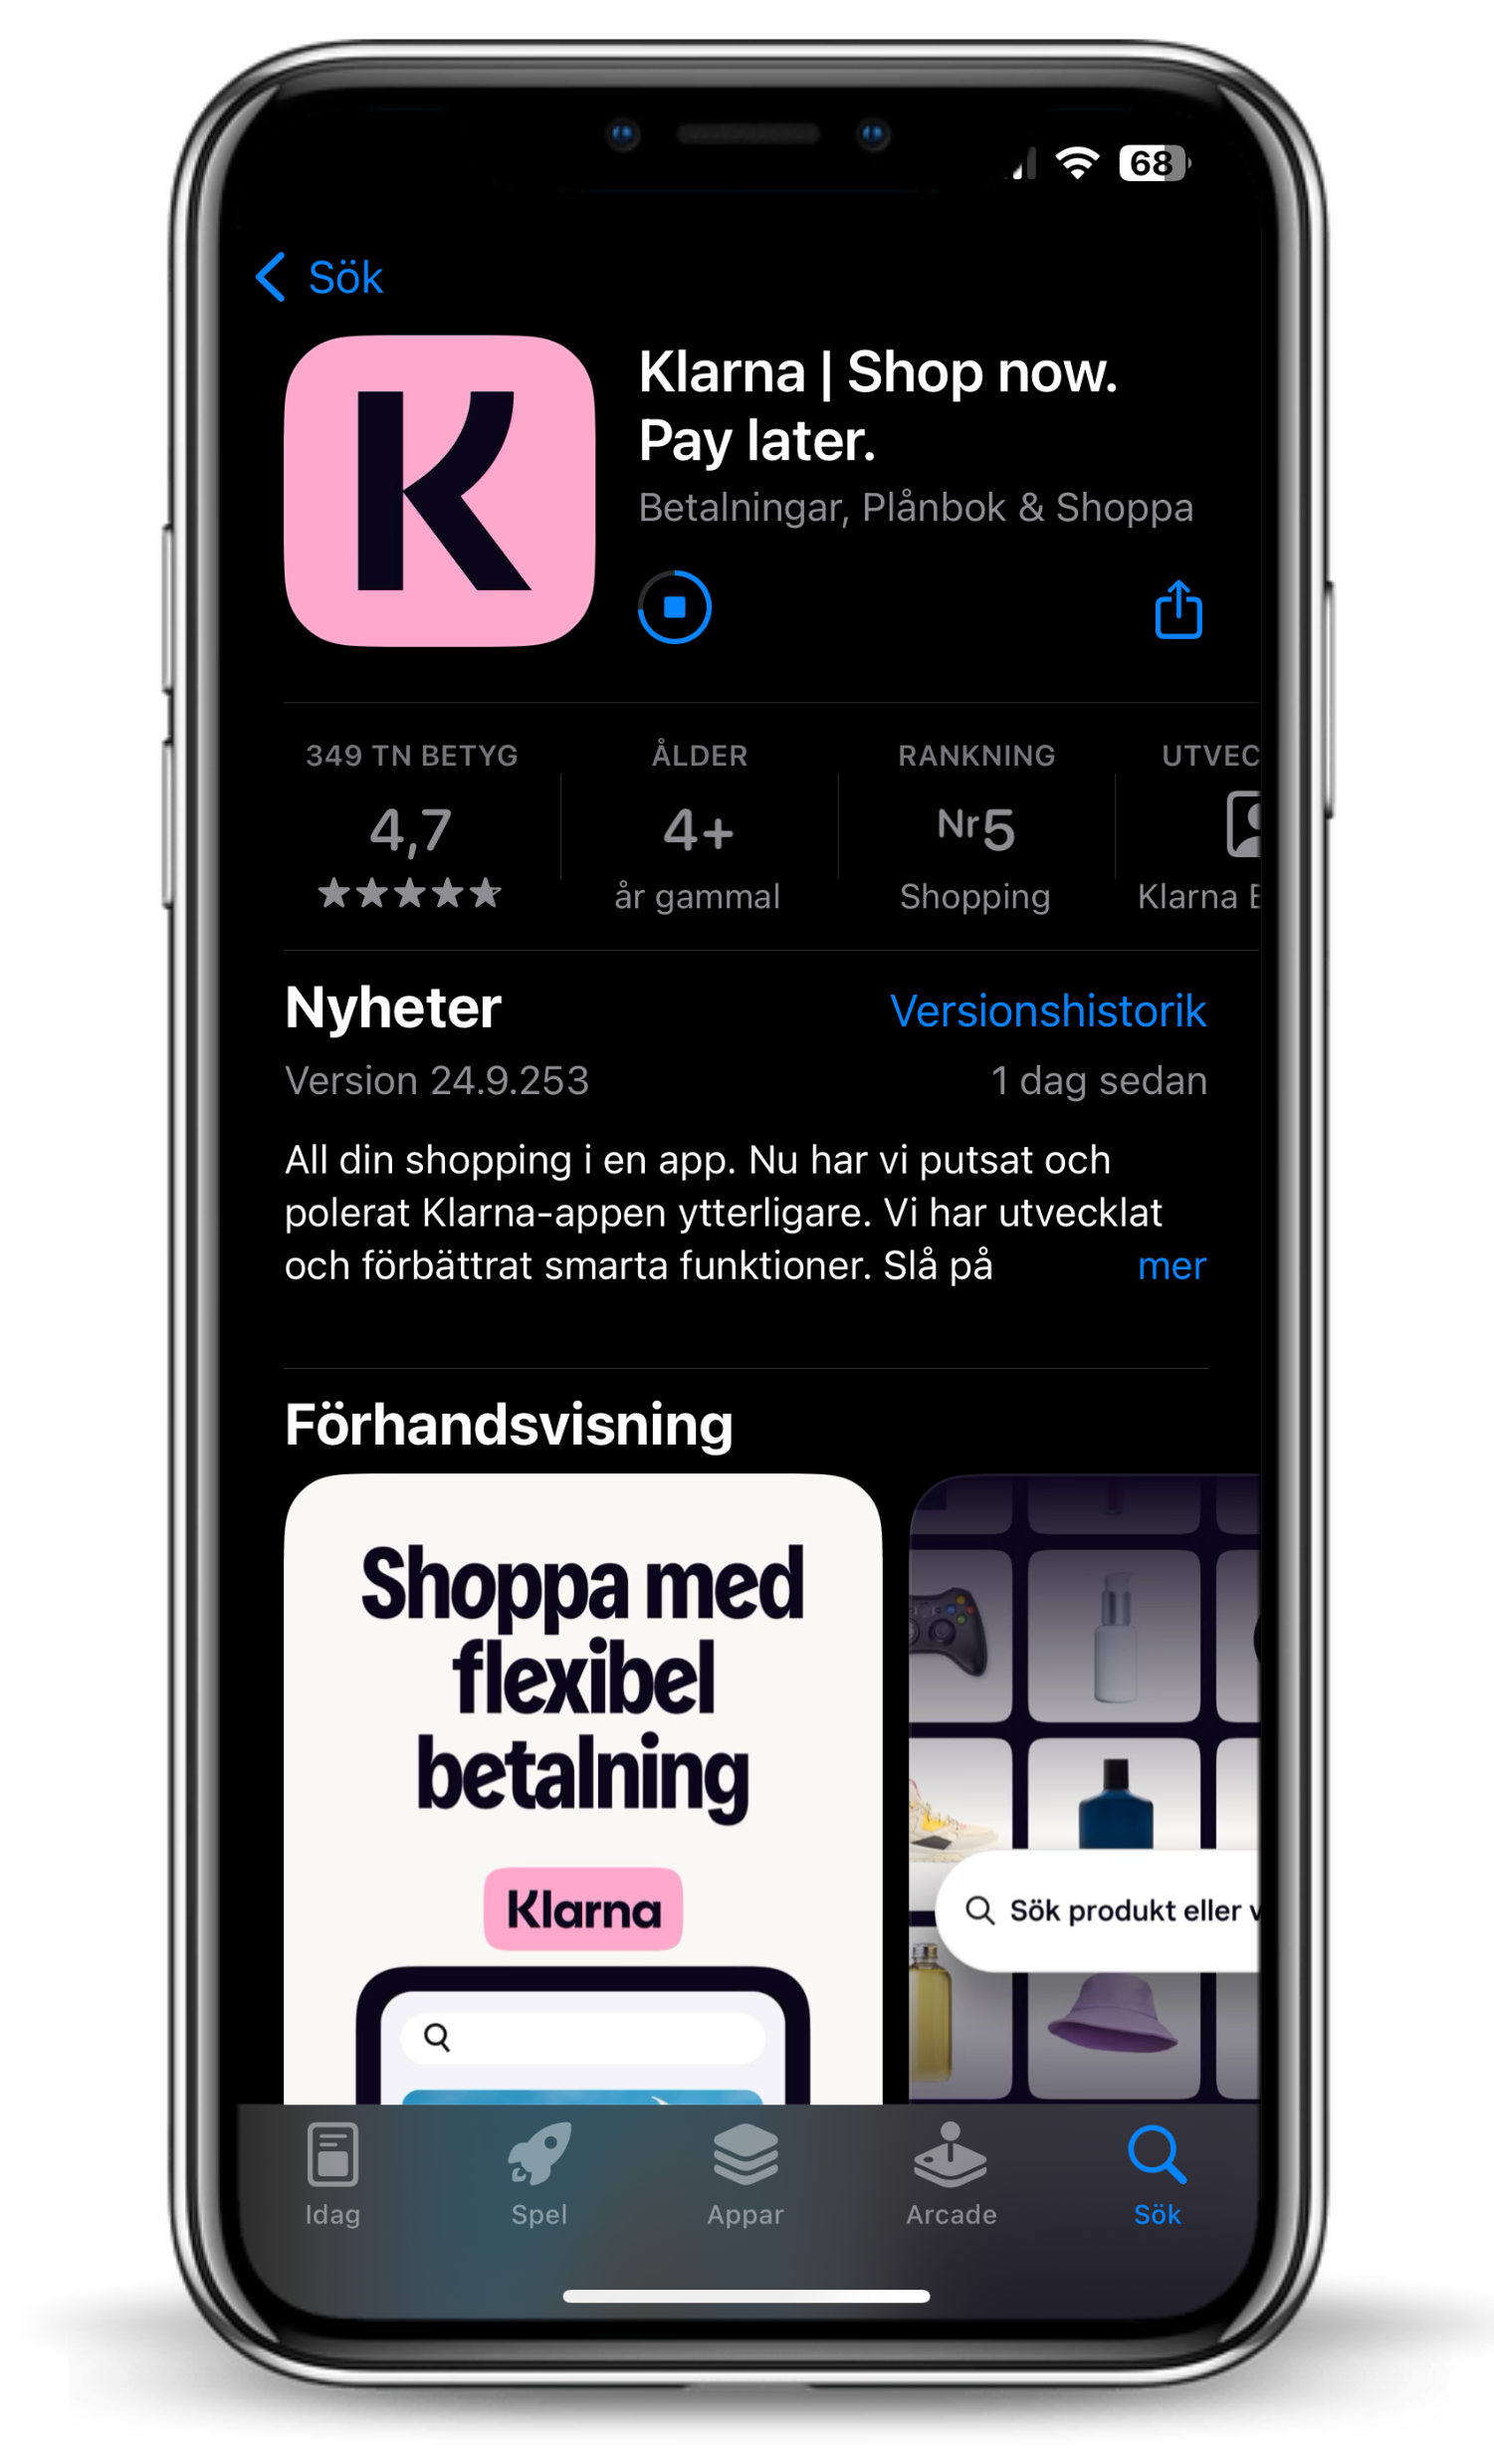 68
Sök
K
Klarna | Shop now.
Pay later.
Betalningar, Plånbok & Shoppa
349 TN BETYG
4,7
ÅLDER
4+
år gammal
RANKNING
Nr5
Shopping
UTVEC
Klarna
Nyheter
Versionshistorik
Version 24.9.253
1 dag sedan
All din shopping i en app. Nu har vi putsat och
polerat Klarna-appen ytterligare. Vi har utvecklat
och förbättrat smarta funktioner. Slå på
mer
Förhandsvisning
Shoppa med
flexibel
betalning
Klarna
Sök produkt eller v
Idag
Spel
Appar
Arcade
Sök